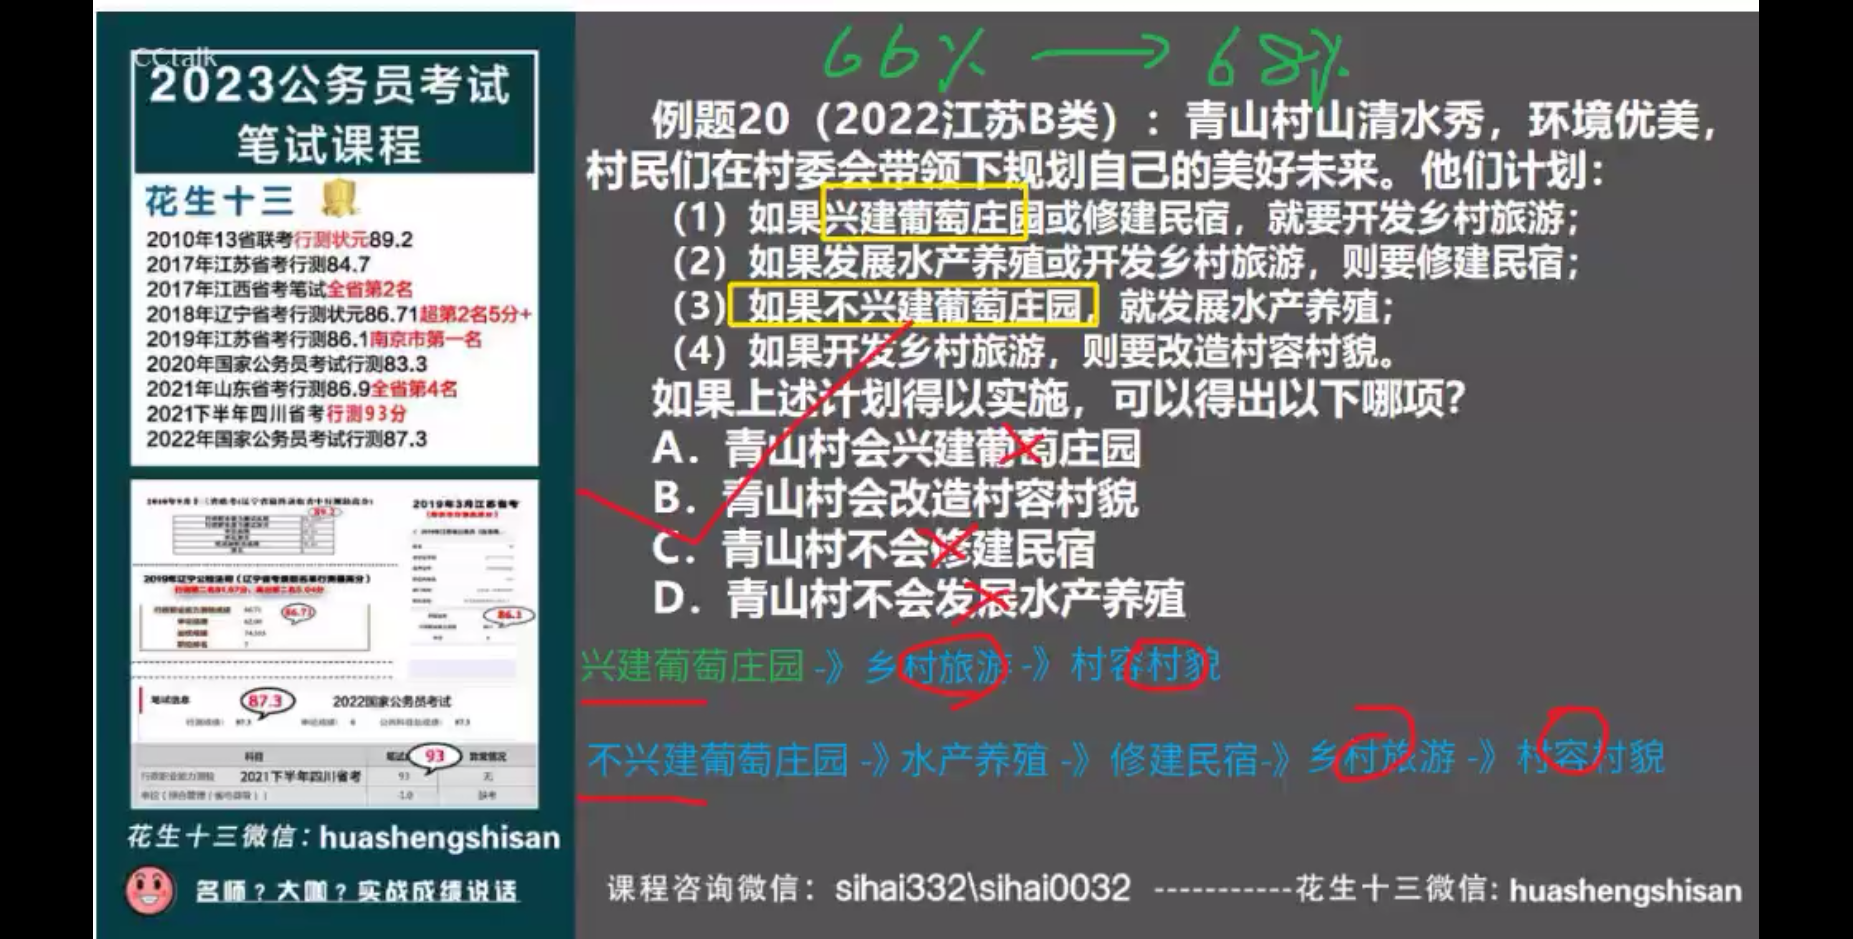 66% → 68%
CCtalk
2023公务员考试
笔试课程
花生十三
2010年13省联考行测状元89.2
2017年江苏省考行测84.7
2017年江西省考笔试全省第2名
2018年辽宁省考行测状元86.71超第2名5分+
2019年江苏省考行测86.1南京市第一名
2020年国家公务员考试行测83.3
2021年山东省考行测86.9全省第4名
2021下半年四川省考行测93分
2022年国家公务员考试行测87.3
89.2
2019年3月江苏省考
86.71
86.1
笔试信息
87.3
2022国家公务员考试
科目
93
异常情况
2021下半年四川省考
93
无
-1.0
缺考
花生十三微信：huashengshisan
名师？大咖？实战成绩说话
例题20（2022江苏B类）：青山村山清水秀，环境优美，
村民们在村委会带领下规划自己的美好未来。他们计划：
（1）如果兴建葡萄庄园或修建民宿，就要开发乡村旅游；
（2）如果发展水产养殖或开发乡村旅游，则要修建民宿；
（3）如果不兴建葡萄庄园，就发展水产养殖；
（4）如果开发乡村旅游，则要改造村容村貌。
如果上述计划得以实施，可以得出以下哪项？
A．青山村会兴建葡萄庄园
B．青山村会改造村容村貌
C．青山村不会修建民宿
D．青山村不会发展水产养殖
兴建葡萄庄园-》乡村旅游-》村容村貌
不兴建葡萄庄园-》水产养殖-》修建民宿-》乡村旅游-》村容村貌
课程咨询微信：sihai332\sihai0032 -----------花生十三微信: huashengshisan